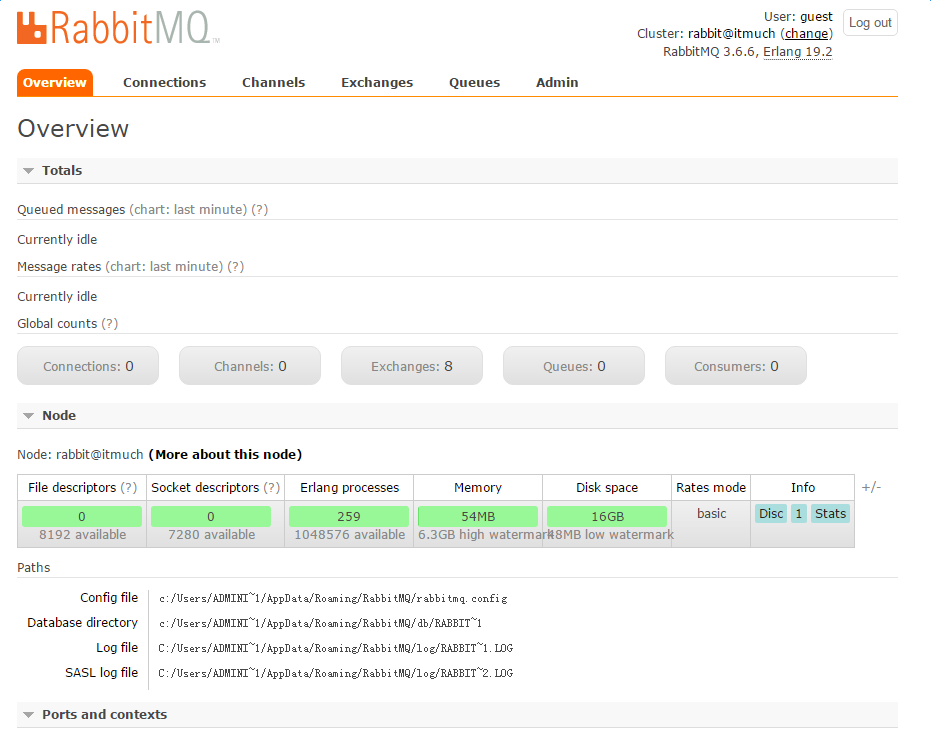 RabbitMQ™
User: guest
Cluster: rabbit@itmuch (change)
RabbitMQ 3.6.6, Erlang 19.2
Log out
Overview Connections Channels Exchanges Queues Admin
Overview
Totals
Queued messages (chart: last minute) (?)
Currently idle
Message rates (chart: last minute) (?)
Currently idle
Global counts (?)
Connections: 0 Channels: 0 Exchanges: 8 Queues: 0 Consumers: 0
Node
Node: rabbit@itmuch (More about this node)
File descriptors (?) Socket descriptors (?) Erlang processes Memory Disk space Rates mode Info +/-
0 0 259 54MB 16GB basic Disc 1 Stats
8192 available 7280 available 1048576 available 6.3GB high watermark 48MB low watermark
Paths
Config file c:/Users/ADMINI~1/AppData/Roaming/RabbitMQ/rabbitmq.config
Database directory c:/Users/ADMINI~1/AppData/Roaming/RabbitMQ/db/RABBIT~1
Log file C:/Users/ADMINI~1/AppData/Roaming/RabbitMQ/log/RABBIT~1.LOG
SASL log file C:/Users/ADMINI~1/AppData/Roaming/RabbitMQ/log/RABBIT~2.LOG
Ports and contexts